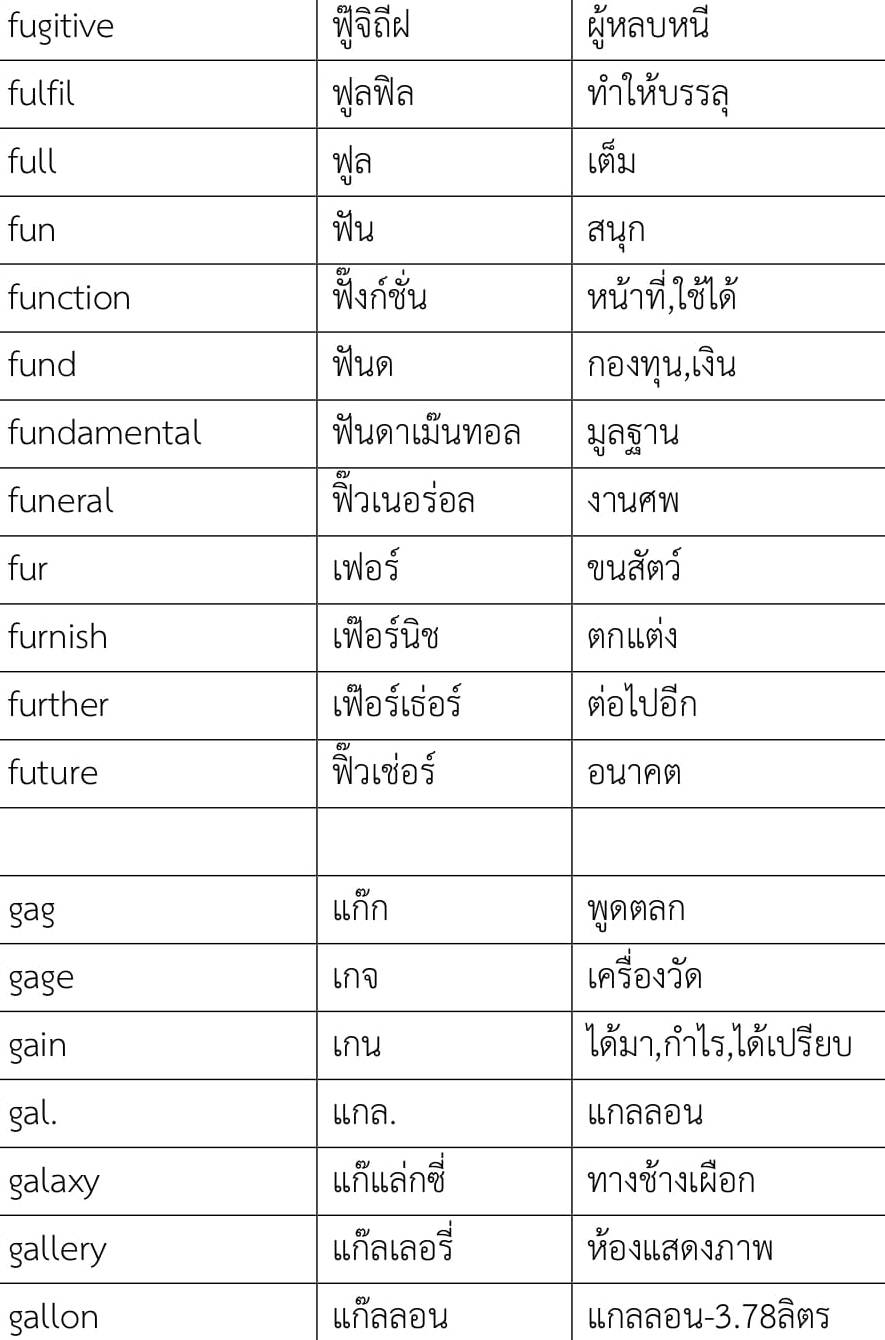 fugitive ฟู๊จิถีฝ ผู้หลบหนี
fulfil ฟูลฟิล ทำให้บรรลุ
full ฟูล เต็ม
fun ฟัน สนุก
function ฟั๊งก์ชั่น หน้าที่,ใช้ได้
fund ฟันด กองทุน,เงิน
fundamental ฟันดาเม๊นทอล มูลฐาน
funeral ฟิ๊วเนอร่อล งานศพ
fur เฟอร์ ขนสัตว์
furnish เฟ๊อร์นิช ตกแต่ง
further เฟ๊อร์เธ่อร์ ต่อไปอีก
future ฟิ๊วเช่อร์ อนาคต
gag แก๊ก พูดตลก
gage เกจ เครื่องวัด
gain เกน ได้มา,กำไร,ได้เปรียบ
gal. แกล. แกลลอน
galaxy แก๊แล่กซี่ ทางช้างเผือก
gallery แก๊ลเลอรี่ ห้องแสดงภาพ
gallon แก๊ลลอน แกลลอน-3.78ลิตร